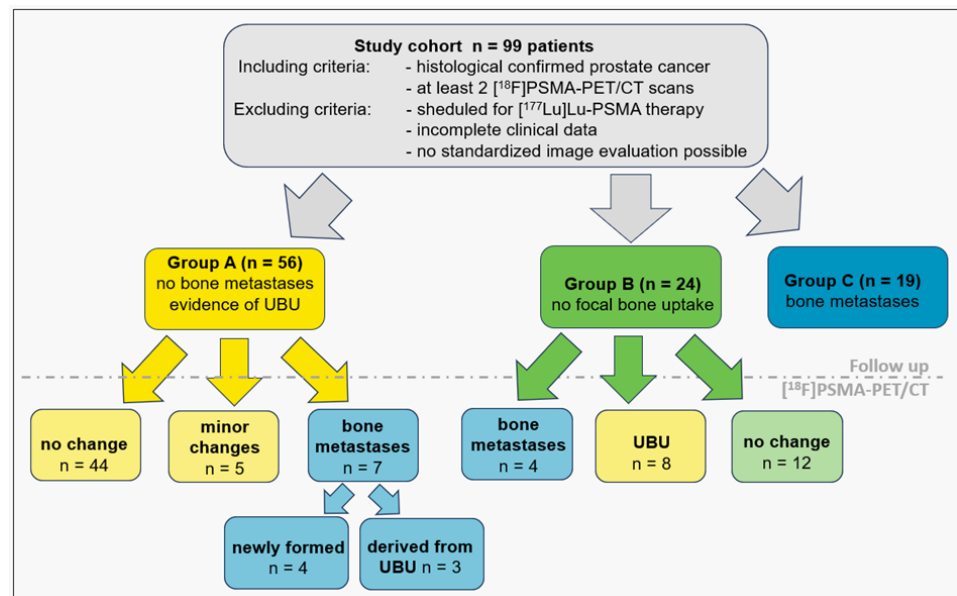 Study cohort n = 99 patients
Including criteria: - histological confirmed prostate cancer
- at least 2 [¹⁸F]PSMA-PET/CT scans
Excluding criteria: - sheduled for [¹⁷⁷Lu]Lu-PSMA therapy
- incomplete clinical data
- no standardized image evaluation possible
Group A (n = 56)
no bone metastases
evidence of UBU
Group B (n = 24)
no focal bone uptake
Group C (n = 19)
bone metastases
Follow up
[¹⁸F]PSMA-PET/CT
no change
n = 44
minor
changes
n = 5
bone
metastases
n = 7
bone
metastases
n = 4
UBU
n = 8
no change
n = 12
newly formed
n = 4
derived from
UBU n = 3